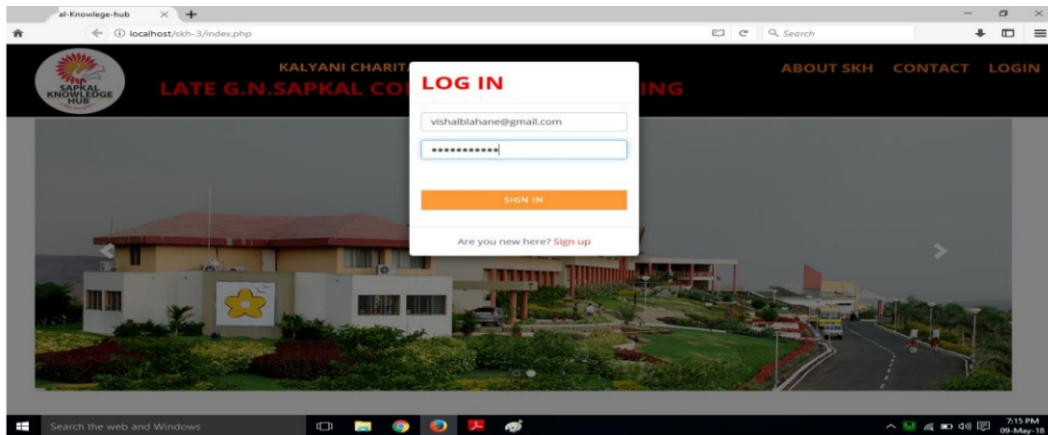 al-Knowlege-hub
localhost/skh-3/index.php
Search
SAPKAL
KNOWLEDGE
HUB
KALYANI CHARITA
LATE G.N.SAPKAL CO
NG
ABOUT SKH CONTACT LOGIN
LOG IN
vishalblahane@gmail.com
SIGN IN
Are you new here? Sign up
Search the web and Windows
7:15 PM
09-May-18